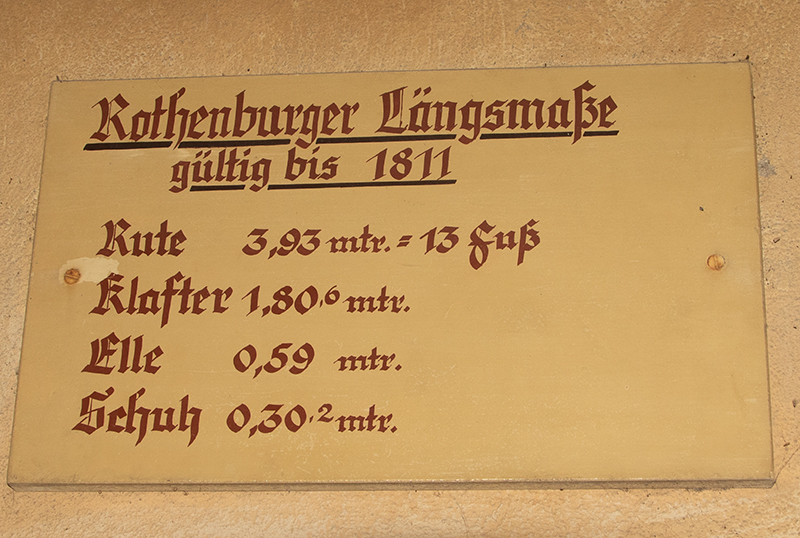 Rothenburger Längsmaße
gültig bis 1811
Rute 3,93 mtr. = 13 Fuß
Klafter 1,80,6 mtr.
Elle 0,59 mtr.
Schuh 0,30,2 mtr.